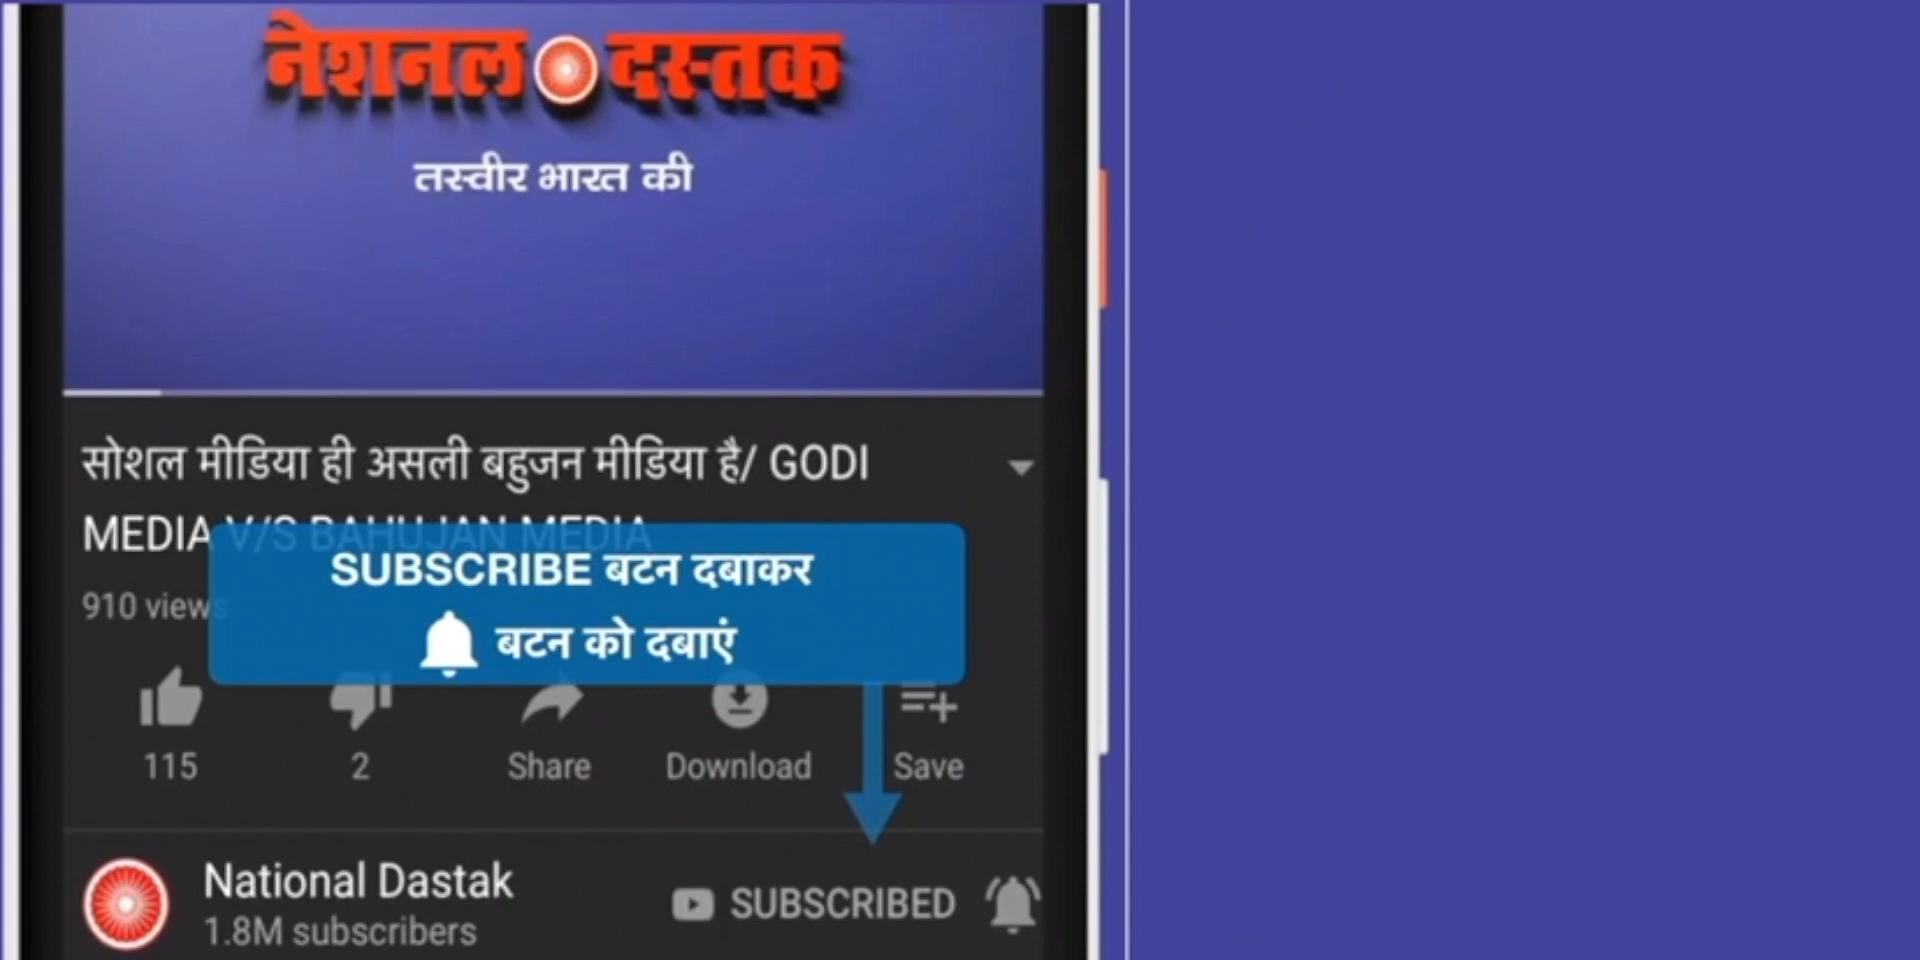 नेशनल दस्तक
तस्वीर भारत की
सोशल मीडिया ही असली बहुजन मीडिया है/ GODI
MEDIA V/S BAHUJAN MEDIA
SUBSCRIBE बटन दबाकर
बटन को दबाएं
910 views
115
2
Share
Download
Save
National Dastak
SUBSCRIBED
1.8M subscribers